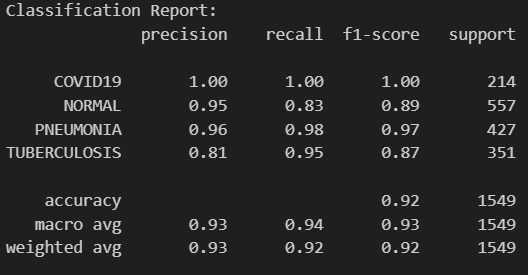 Classification Report:
precision recall f1-score support
COVID19 1.00 1.00 1.00 214
NORMAL 0.95 0.83 0.89 557
PNEUMONIA 0.96 0.98 0.97 427
TUBERCULOSIS 0.81 0.95 0.87 351
accuracy 0.92 1549
macro avg 0.93 0.94 0.93 1549
weighted avg 0.93 0.92 0.92 1549